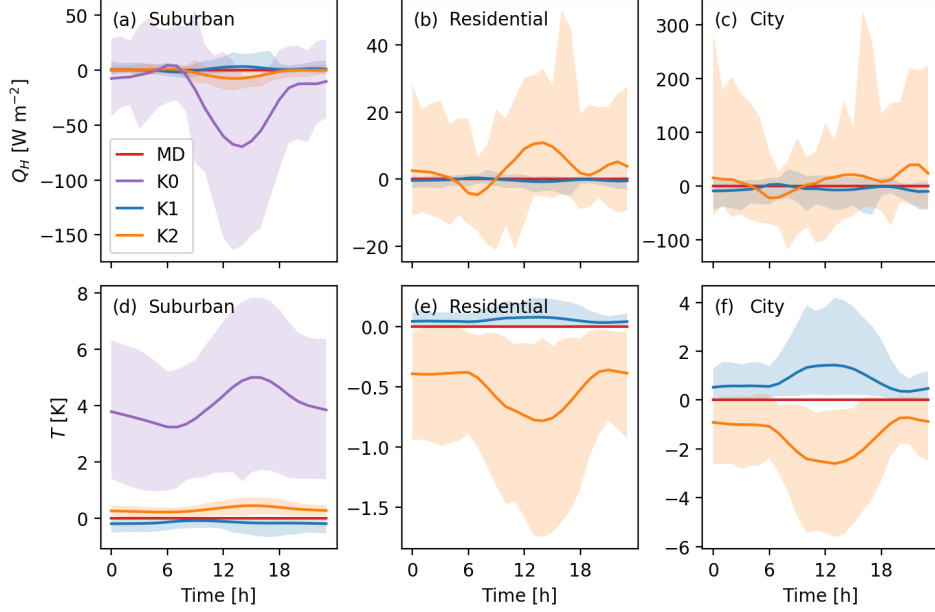 (a) Suburban
(b) Residential
(c) City
Q_H [W m−2]
50
0
−50
−100
−150
MD
K0
K1
K2
40
20
0
−20
300
200
100
0
−100
(d) Suburban
(e) Residential
(f) City
T [K]
8
6
4
2
0
0.0
−0.5
−1.0
−1.5
4
2
0
−2
−4
−6
0 6 12 18
0 6 12 18
0 6 12 18
Time [h]
Time [h]
Time [h]